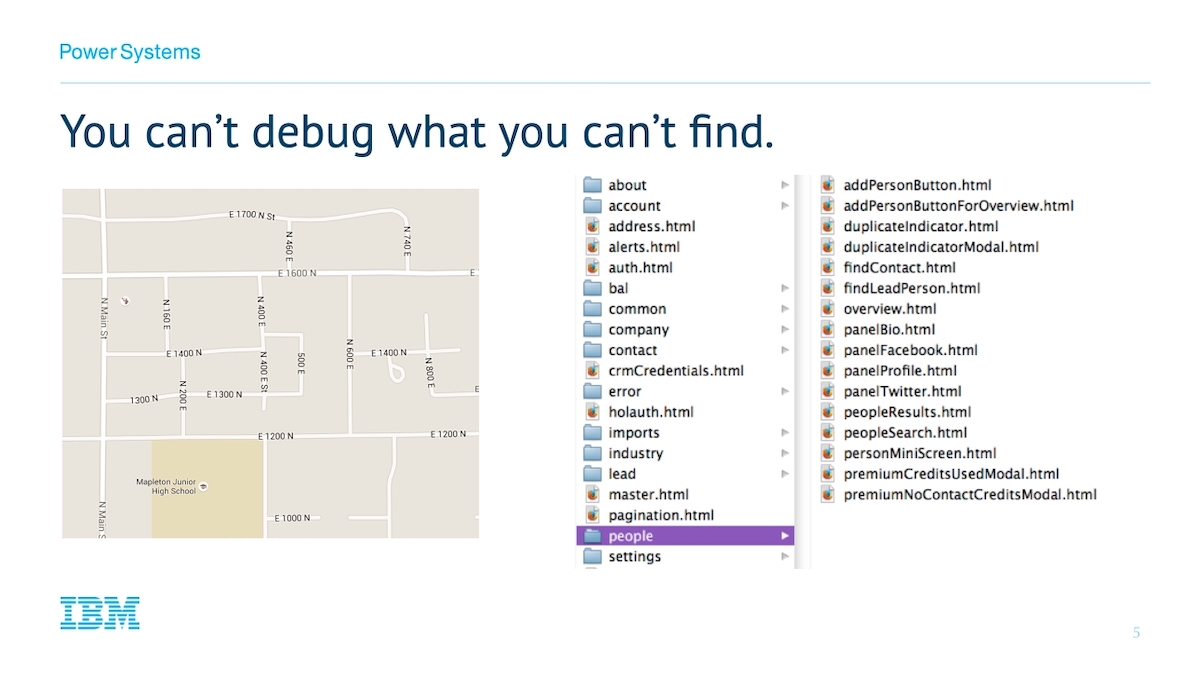 Power Systems
You can't debug what you can't find.
E 1700 N St
N 460 E
N 740 E
E 1600 N
E
N Main St
N 160 E
N 400 E
E 1400 N
N 400 E St
500 E
N 600 E
E 1400 N
N 800 E
N 200 E
1300 N
E 1300 N
E
E 1200 N
E 1200 N
Mapleton Junior
High School
N Main S
E 1000 N
about
account
address.html
alerts.html
auth.html
bal
common
company
contact
crmCredentials.html
error
holauth.html
imports
industry
lead
master.html
pagination.html
people
settings
addPersonButton.html
addPersonButtonForOverview.html
duplicateIndicator.html
duplicateIndicatorModal.html
findContact.html
findLeadPerson.html
overview.html
panelBio.html
panelFacebook.html
panelProfile.html
panelTwitter.html
peopleResults.html
peopleSearch.html
personMiniScreen.html
premiumCreditsUsedModal.html
premiumNoContactCreditsModal.html
IBM
5